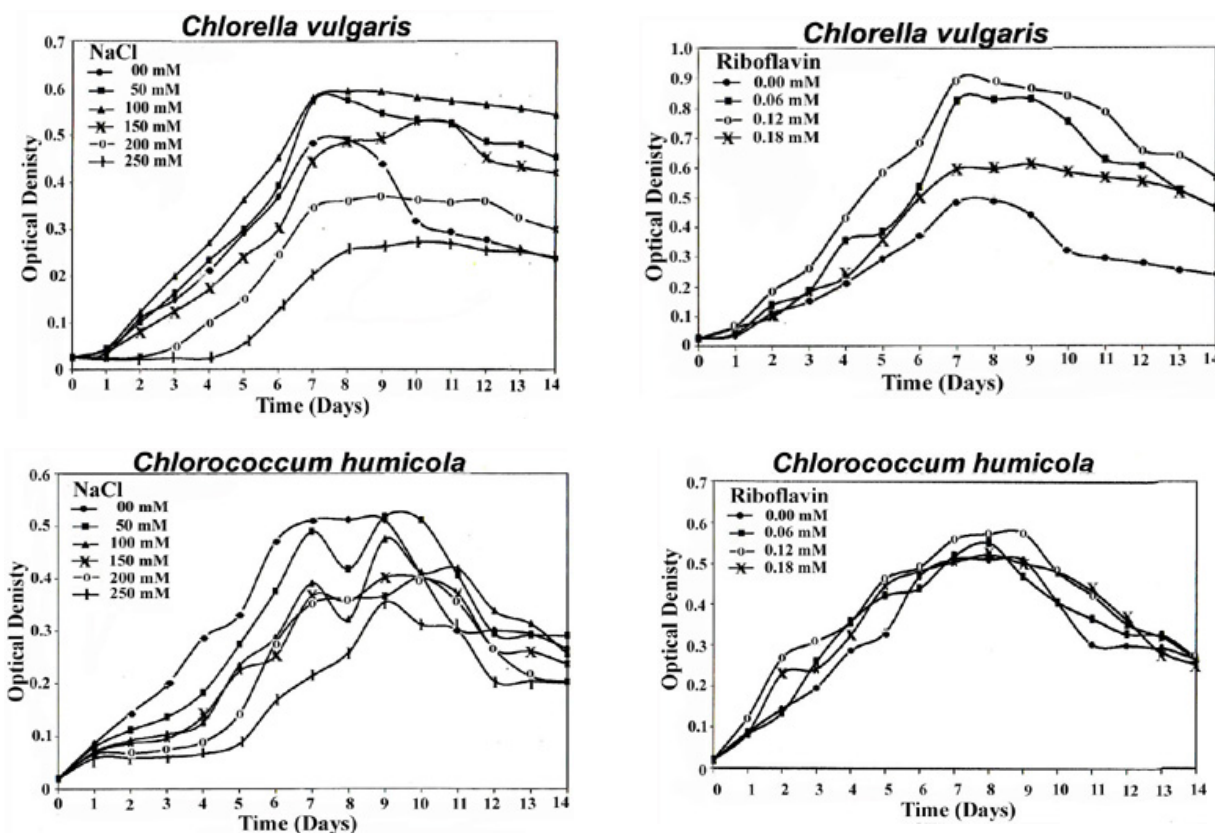 Chlorella vulgaris
NaCl
00 mM
50 mM
100 mM
150 mM
200 mM
250 mM
Optical Denisty
0.7
0.6
0.5
0.4
0.3
02
0.1
0
0 1 2 3 4 5 6 7 8 9 10 11 12 13 14
Time (Days)
Chlorella vulgaris
Riboflavin
0.00 mM
0.06 mM
0.12 mM
0.18 mM
Optical Denisty
1.0
0.9
0.8
0.7
0.6
0.5
0.4
0.3
0.2
0.1
0
0 1 2 3 4 5 6 7 8 9 10 11 12 13 14
Time (Days)
Chlorococcum humicola
NaCl
00 mM
50 mM
100 mM
150 mM
200 mM
250 mM
Optical Denisty
0.6
0.5
0.4
0.3
0.2
0.1
0
0 1 2 3 4 5 6 7 8 9 10 11 12 13 14
Time (Days)
Chlorococcum humicola
Riboflavin
0.00 mM
0.06 mM
0.12 mM
0.18 mM
Optical Denisty
0.7
0.6
0.5
0.4
0.3
0.2
0.1
0
0 1 2 3 4 5 6 7 8 9 10 11 12 13 14
Time (Days)